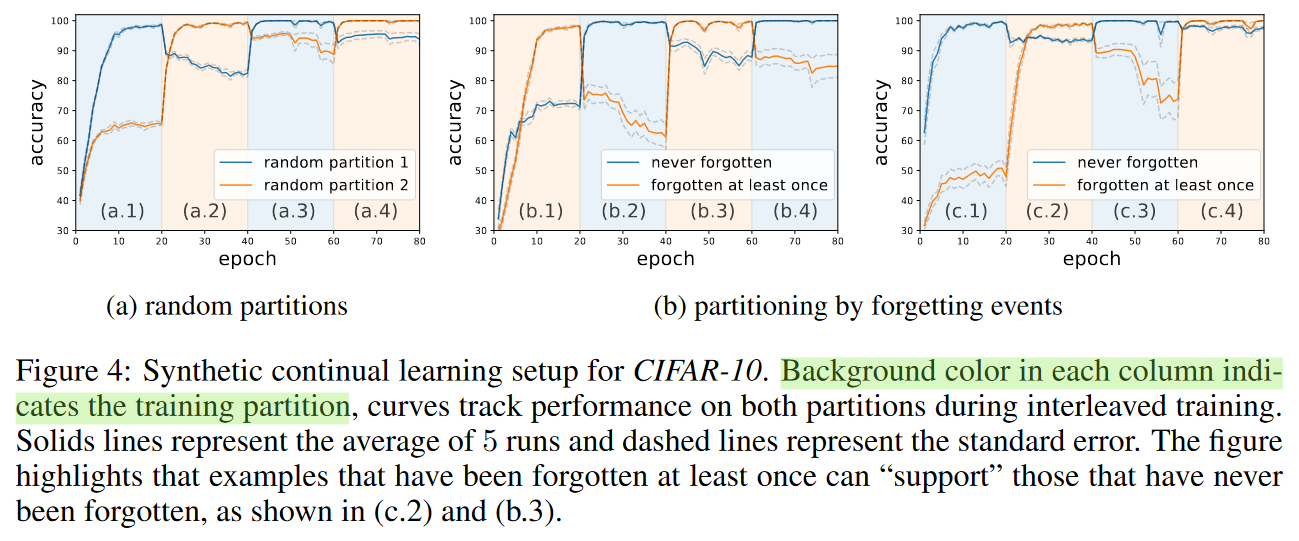 accuracy
100
90
80
70
60
50
40
30
random partition 1
random partition 2
(a.1) (a.2) (a.3) (a.4)
0 10 20 30 40 50 60 70 80
epoch
accuracy
100
90
80
70
60
50
40
30
never forgotten
forgotten at least once
(b.1) (b.2) (b.3) (b.4)
0 10 20 30 40 50 60 70 80
epoch
accuracy
100
90
80
70
60
50
40
30
never forgotten
forgotten at least once
(c.1) (c.2) (c.3) (c.4)
0 10 20 30 40 50 60 70 80
epoch
(a) random partitions
(b) partitioning by forgetting events
Figure 4: Synthetic continual learning setup for CIFAR-10. Background color in each column indi-
cates the training partition, curves track performance on both partitions during interleaved training.
Solids lines represent the average of 5 runs and dashed lines represent the standard error. The figure
highlights that examples that have been forgotten at least once can “support” those that have never
been forgotten, as shown in (c.2) and (b.3).